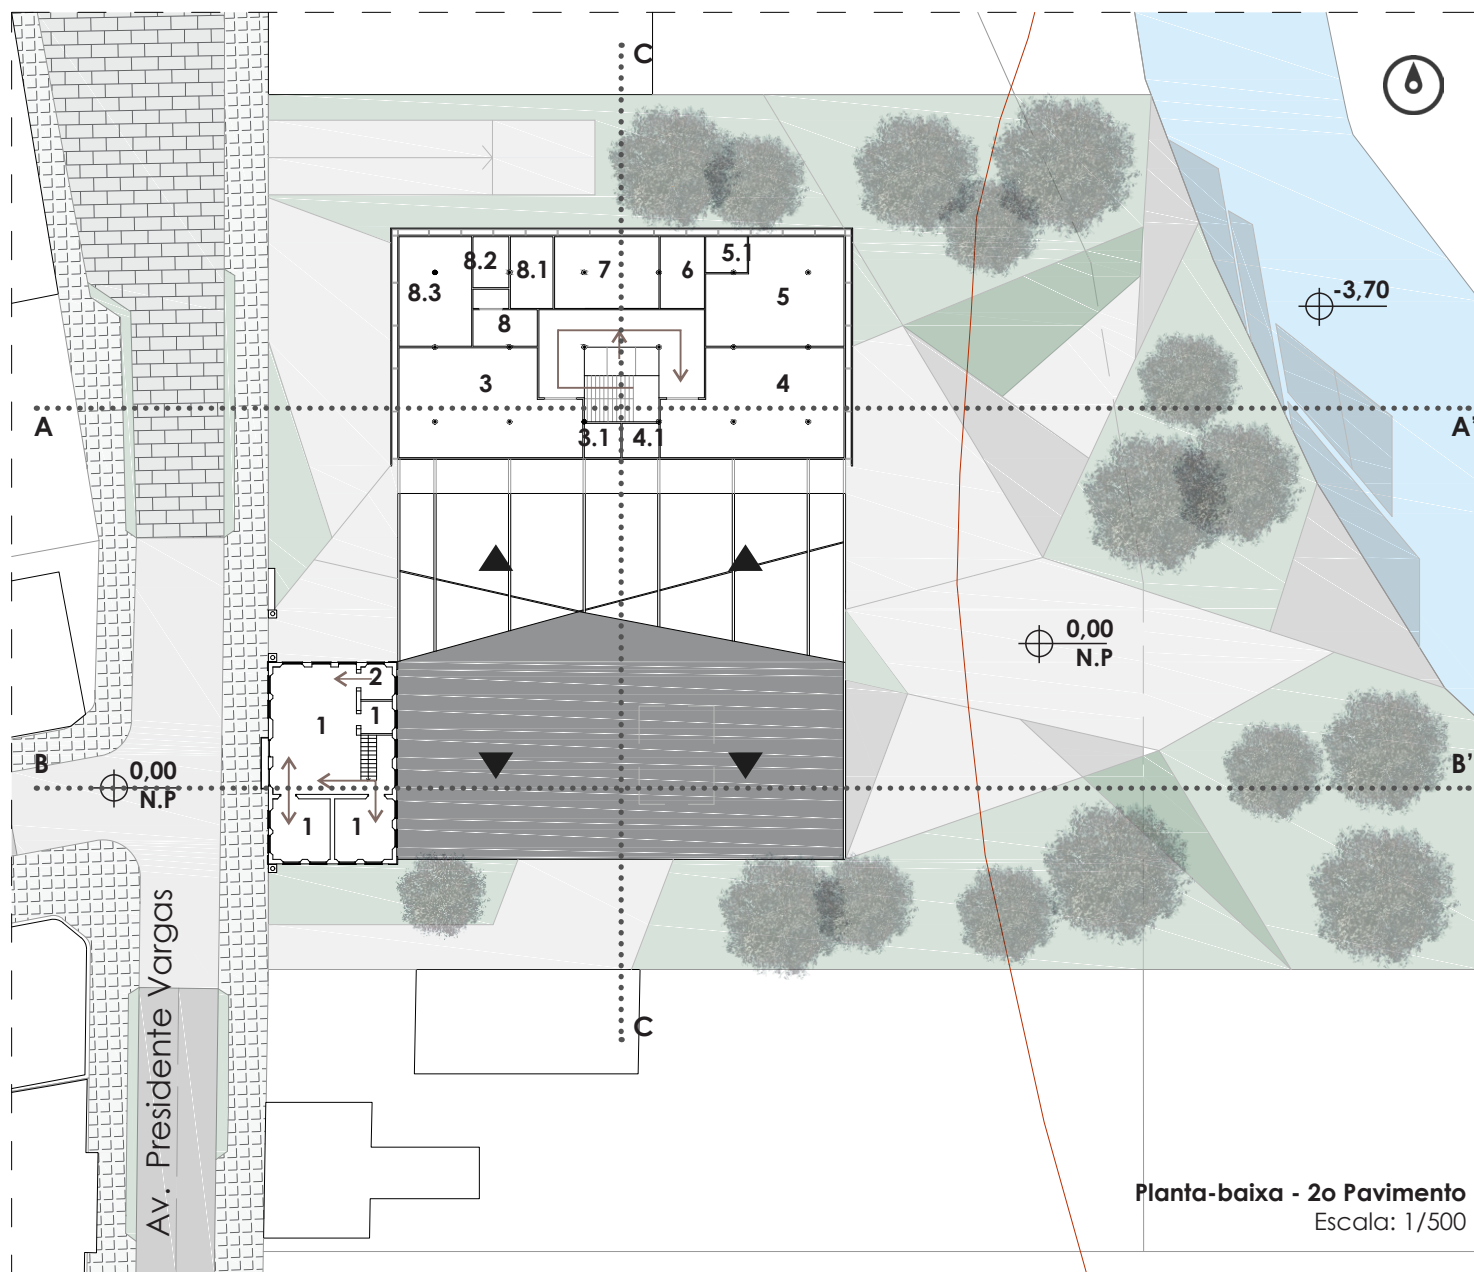 C
-3,70
8.2
8.1
7
6
5.1
8.3
5
8
3
4
A
A'
3.1
4.1
0,00
N.P
2
1
1
B
0,00
N.P
B'
1
1
Av. Presidente Vargas
C
Planta-baixa - 2o Pavimento
Escala: 1/500